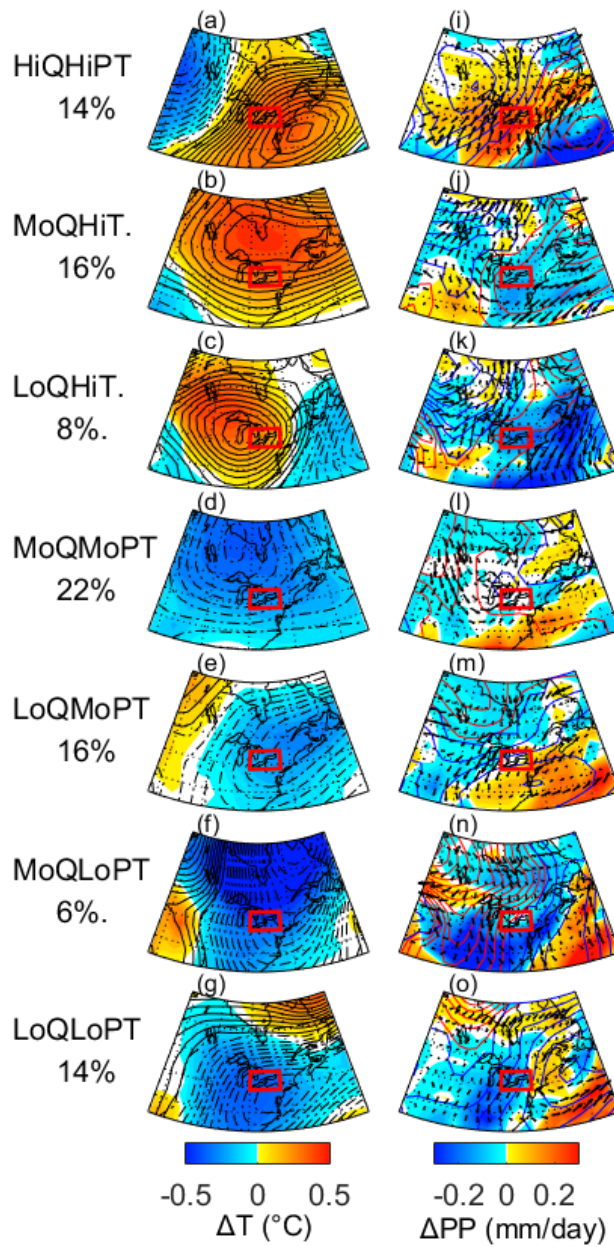 (a) (i)
HiQHiPT
14%
(b) (j)
MoQHiT.
16%
(c) (k)
LoQHiT.
8%.
(d) (l)
MoQMoPT
22%
(e) (m)
LoQMoPT
16%
(f) (n)
MoQLoPT
6%.
(g) (o)
LoQLoPT
14%
-0.5 0 0.5 -0.2 0 0.2
ΔT (°C) ΔPP (mm/day)